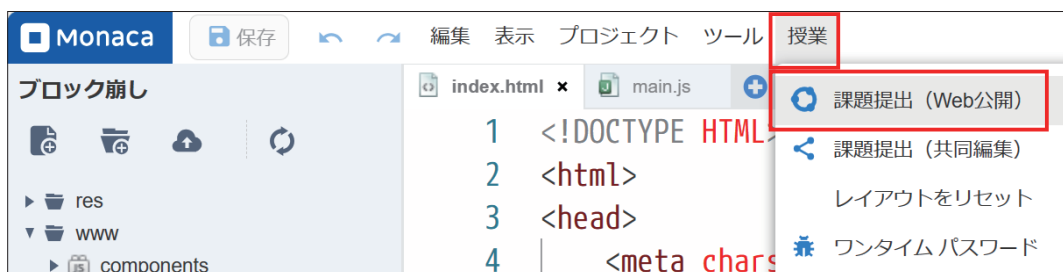 Monaca 保存 編集 表示 プロジェクト ツール 授業
ブロック崩し
index.html × main.js
課題提出（Web公開）
課題提出（共同編集）
レイアウトをリセット
ワンタイム パスワード
res
www
components
1 <!DOCTYPE HTML>
2 <html>
3 <head>
4 <meta chars